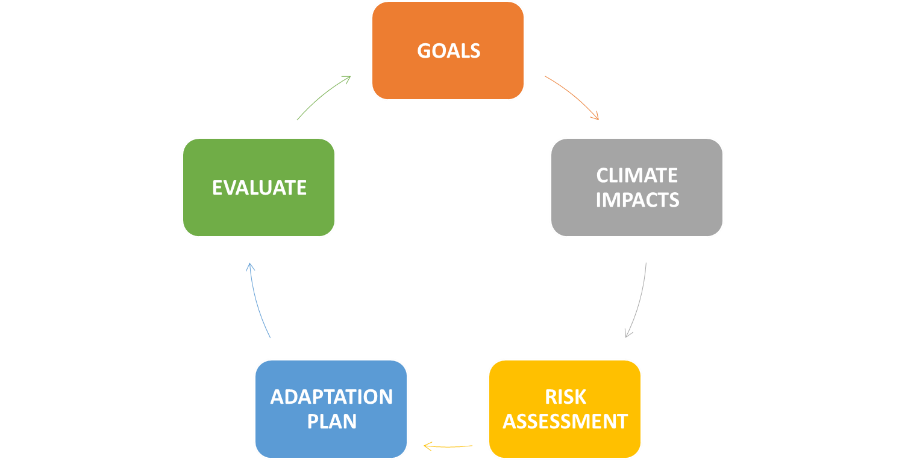 GOALS
CLIMATE
IMPACTS
RISK
ASSESSMENT
ADAPTATION
PLAN
EVALUATE